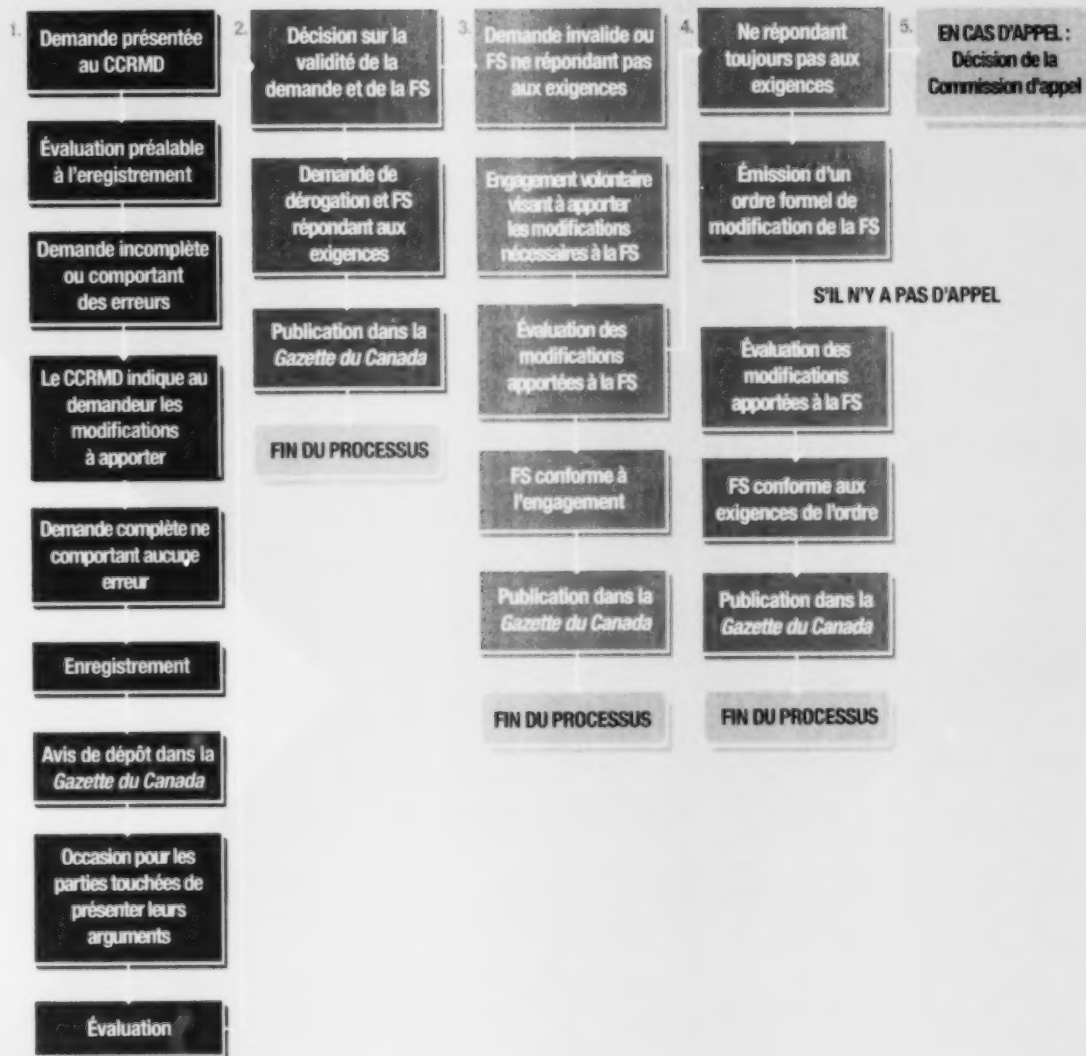 1.
Demande présentée
au CCRMD
Évaluation préalable
à l'eregistrement
Demande incomplète
ou comportant
des erreurs
Le CCRMD indique au
demandeur les
modifications
à apporter
Demande complète ne
comportant aucune
erreur
Enregistrement
Avis de dépôt dans la
Gazette du Canada
Occasion pour les
parties touchées de
présenter leurs
arguments
Évaluation
2.
Décision sur la
validité de la
demande et de la FS
Demande de
dérogation et FS
répondant aux
exigences
Publication dans la
Gazette du Canada
FIN DU PROCESSUS
3.
Demande invalide ou
FS ne répondant pas
aux exigences
Engagement volontaire
visant à apporter
les modifications
nécessaires à la FS
Évaluation des
modifications
apportées à la FS
FS conforme à
l'engagement
Publication dans la
Gazette du Canada
FIN DU PROCESSUS
4.
Ne répondant
toujours pas aux
exigences
Émission d'un
ordre formel de
modification de la FS
S'IL N'Y A PAS D'APPEL
Évaluation des
modifications
apportées à la FS
FS conforme aux
exigences de l'ordre
Publication dans la
Gazette du Canada
FIN DU PROCESSUS
5.
EN CAS D'APPEL :
Décision de la
Commission d'appel